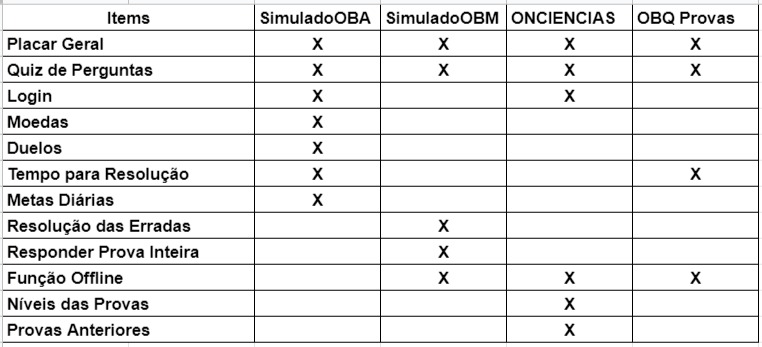 Items SimuladoOBA SimuladoOBM ONCIENCIAS OBQ Provas
Placar Geral X X X X
Quiz de Perguntas X X X X
Login X X
Moedas X
Duelos X
Tempo para Resolução X X
Metas Diárias X
Resolução das Erradas X
Responder Prova Inteira X
Função Offline X X X
Níveis das Provas X
Provas Anteriores X